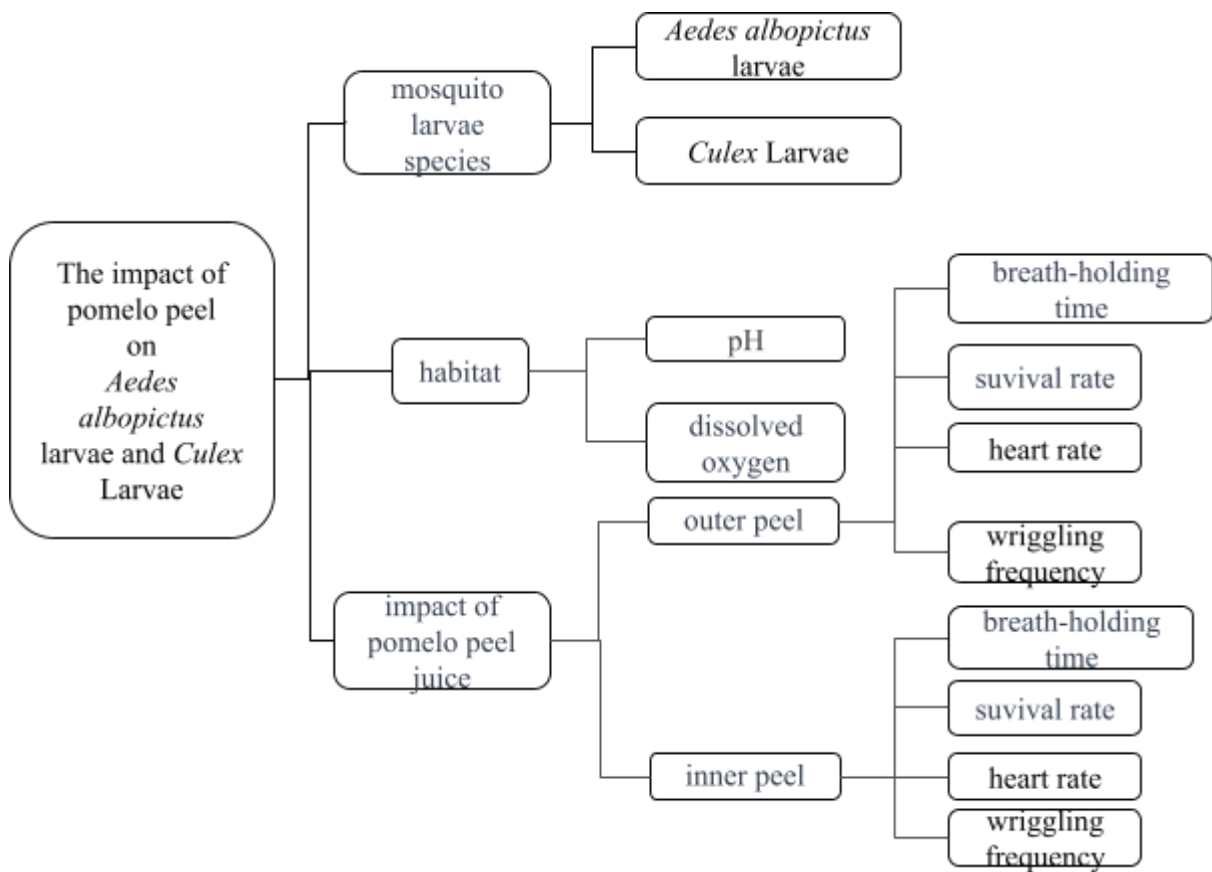 The impact of
pomelo peel
on
Aedes
albopictus
larvae and Culex
Larvae
mosquito
larvae
species
Aedes albopictus
larvae
Culex Larvae
habitat
pH
dissolved
oxygen
impact of
pomelo peel
juice
outer peel
breath-holding
time
suvival rate
heart rate
wriggling
frequency
inner peel
breath-holding
time
suvival rate
heart rate
wriggling
frequency